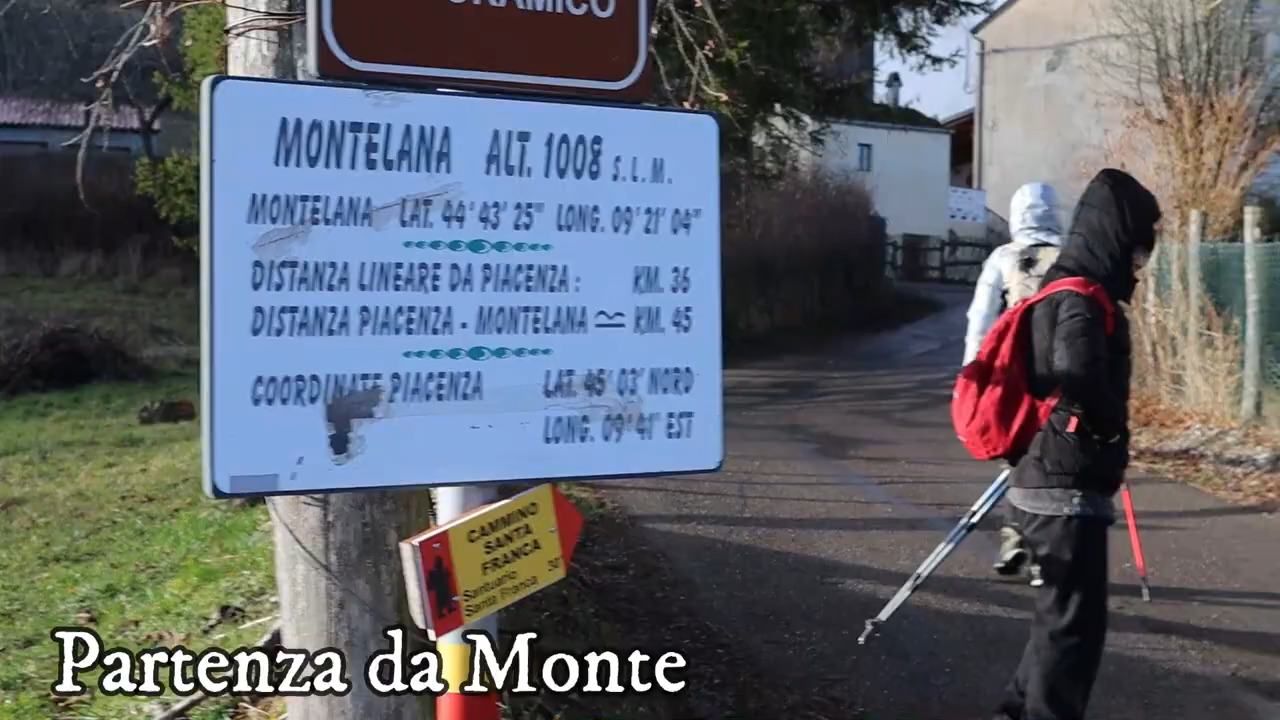 MONTELANA ALT. 1008 S.L.M.
MONTELANA LAT. 44° 43' 25" LONG. 09° 21' 04"
DISTANZA LINEARE DA PIACENZA : KM. 36
DISTANZA PIACENZA - MONTELANA ≃ KM. 45
COORDINATE PIACENZA LAT. 45° 03' NORD
LONG. 09° 41' EST
CAMMINO
SANTA
FRANCA
Santuario 30
Santa Franca
Partenza da Monte